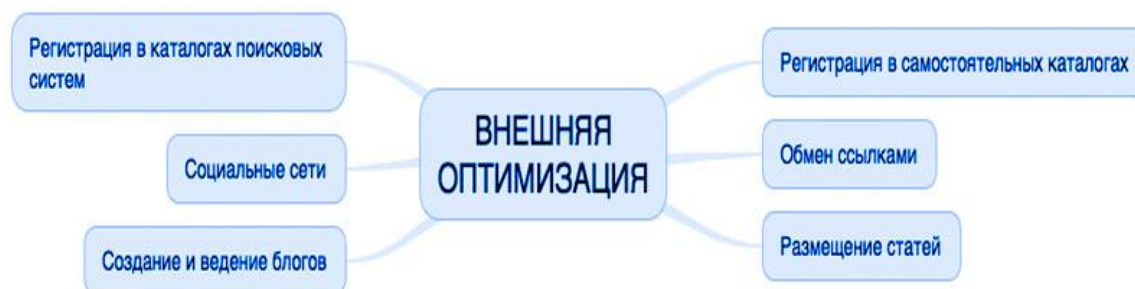 Регистрация в каталогах поисковых
систем
Социальные сети
Создание и ведение блогов
ВНЕШНЯЯ
ОПТИМИЗАЦИЯ
Регистрация в самостоятельных каталогах
Обмен ссылками
Размещение статей